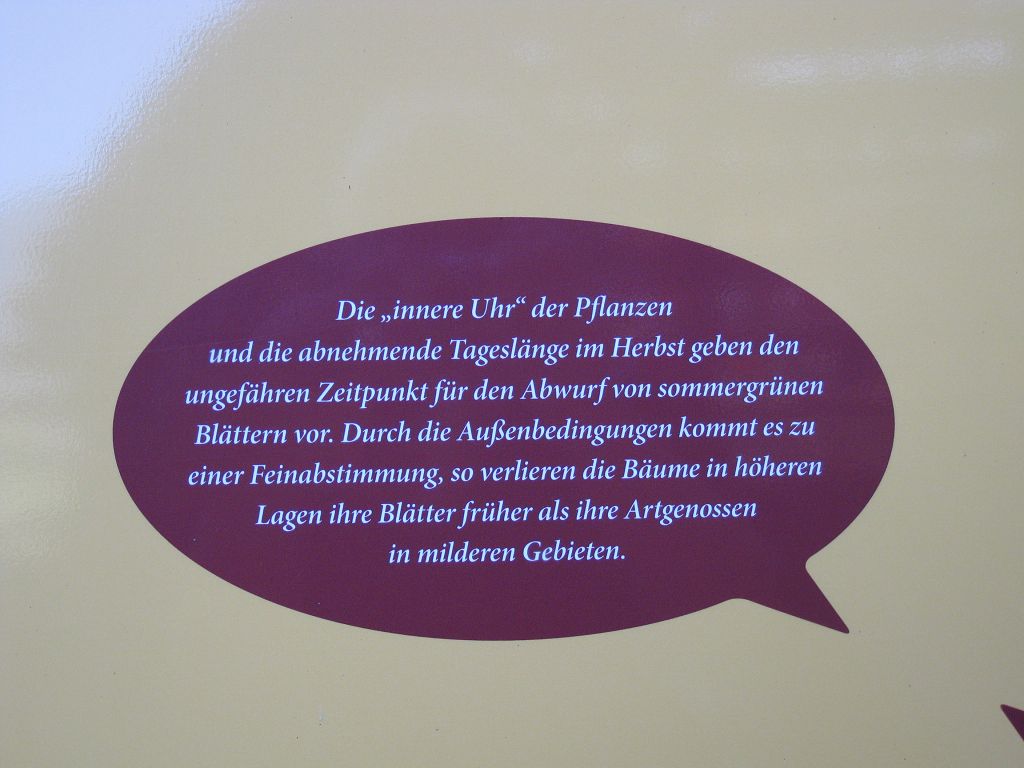 Die „innere Uhr“ der Pflanzen
und die abnehmende Tageslänge im Herbst geben den
ungefähren Zeitpunkt für den Abwurf von sommergrünen
Blättern vor. Durch die Außenbedingungen kommt es zu
einer Feinabstimmung, so verlieren die Bäume in höheren
Lagen ihre Blätter früher als ihre Artgenossen
in milderen Gebieten.